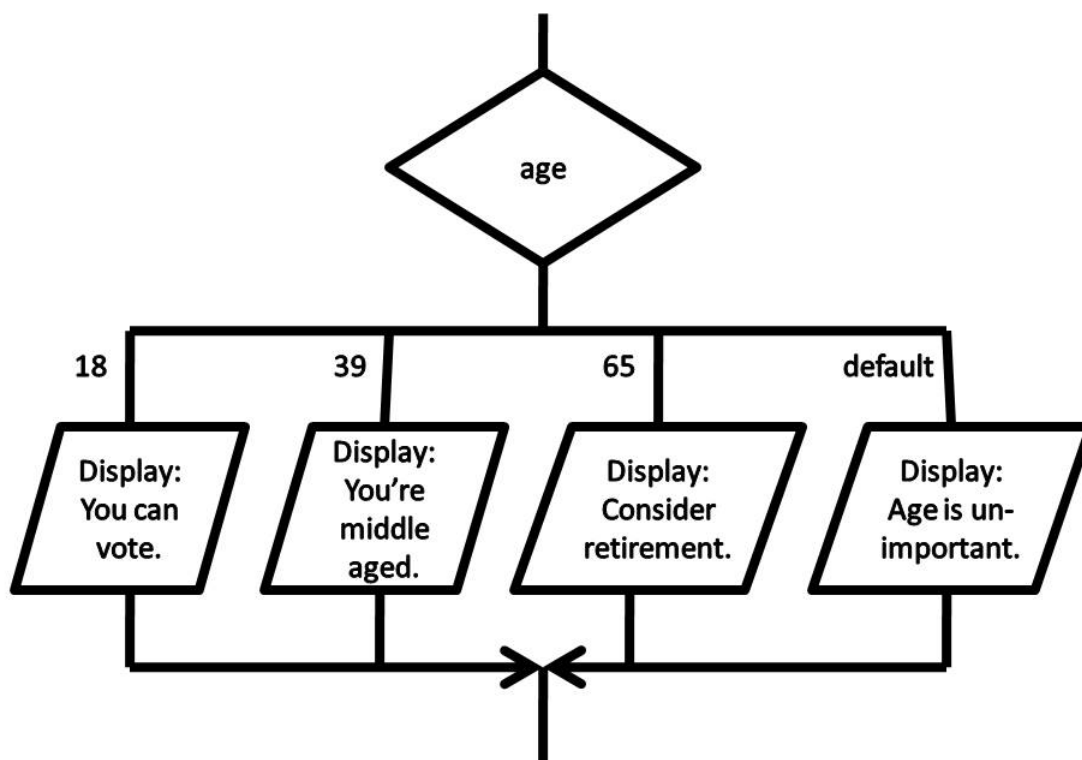 age
18
39
65
default
Display:
You can
vote.
Display:
You’re
middle
aged.
Display:
Consider
retirement.
Display:
Age is un-
important.